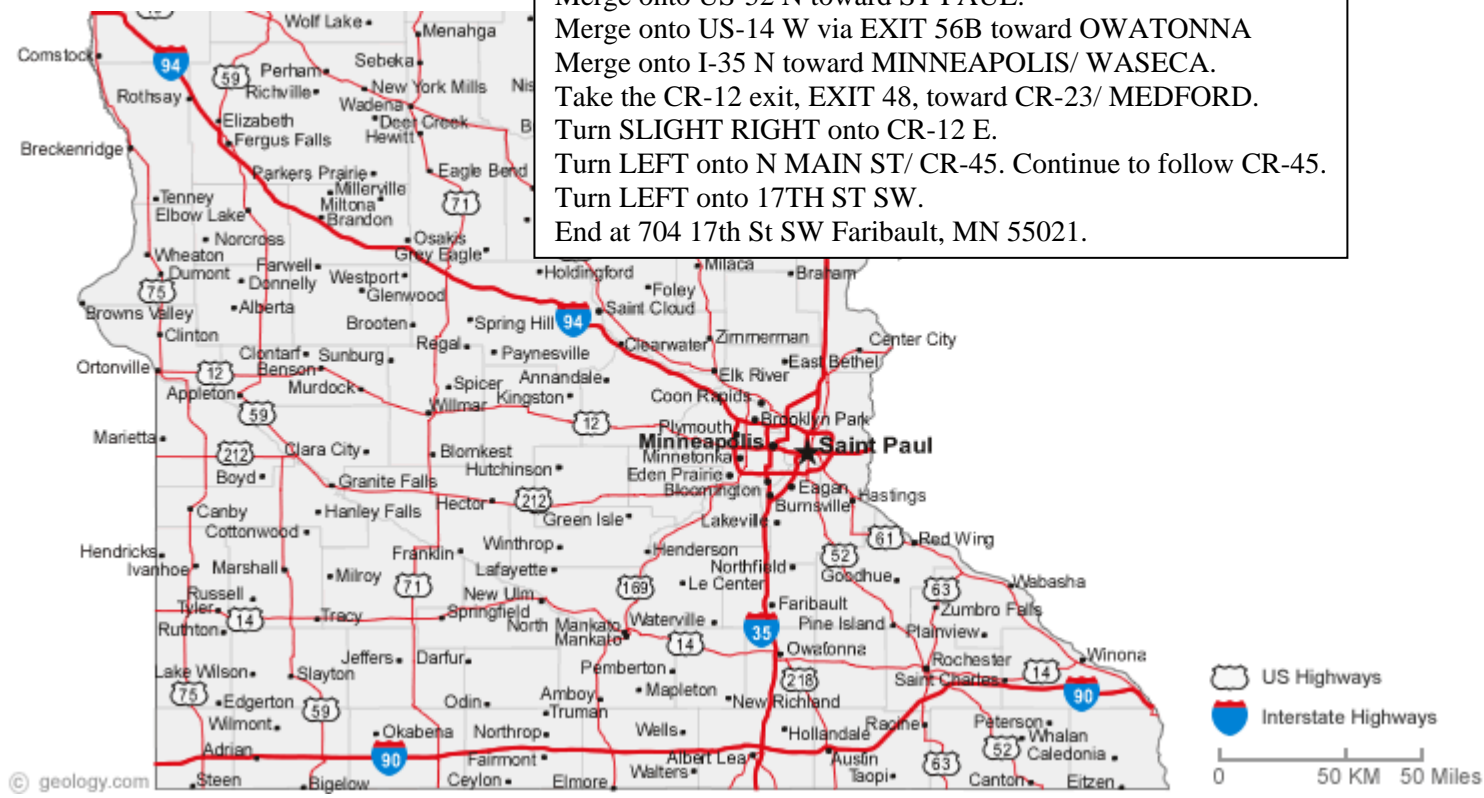 Merge onto US-52 N toward ST PAUL.
Merge onto US-14 W via EXIT 56B toward OWATONNA
Merge onto I-35 N toward MINNEAPOLIS/ WASECA.
Take the CR-12 exit, EXIT 48, toward CR-23/ MEDFORD.
Turn SLIGHT RIGHT onto CR-12 E.
Turn LEFT onto N MAIN ST/ CR-45. Continue to follow CR-45.
Turn LEFT onto 17TH ST SW.
End at 704 17th St SW Faribault, MN 55021.
Wolf Lake
Menahga
Comstock
94
59
Perham
Sebeka
Richville
New York Mills
Nis
Rothsay
Wadena
Elizabeth
Deer Creek
Hewitt
B
Fergus Falls
Breckenridge
Parkers Prairie
Eagle Bend
Millerville
Tenney
Miltona
71
Elbow Lake
Brandon
Norcross
Osakis
Wheaton
Grey Eagle
Dumont
Farwell
Westport
Holdingford
Milaca
Braham
Donnelly
75
Glenwood
Foley
Browns Valley
Alberta
Saint Cloud
Brooten
Spring Hill
94
Clinton
Regal
Clearwater
Zimmerman
Center City
Clontarf
Sunburg
Paynesville
East Bethel
Ortonville
12
Benson
Annandale
Elk River
Murdock
Spicer
Appleton
Kingston
Coon Rapids
59
Willmar
12
Brooklyn Park
Plymouth
Marietta
Minneapolis
Saint Paul
212
Clara City
Blomkest
Minnetonka
Hutchinson
Eden Prairie
Boyd
Granite Falls
Bloomington
Eagan
Hastings
Hector
212
Burnsville
Canby
Hanley Falls
Green Isle
Lakeville
Cottonwood
61
Red Wing
Hendricks
Winthrop
Henderson
52
Franklin
Ivanhoe
Marshall
Lafayette
Northfield
Goodhue
Milroy
71
169
Le Center
Wabasha
Russell
New Ulm
63
Tyler
Faribault
Zumbro Falls
14
Tracy
Springfield
North Mankato
Waterville
35
Pine Island
Plainview
Ruthton
Mankato
14
Owatonna
Jeffers
Darfur
Rochester
Winona
Lake Wilson
Slayton
Pemberton
Saint Charles
14
75
218
90
Edgerton
59
Odin
Amboy
Mapleton
New Richland
Wilmont
Truman
Racine
Peterson
Okabena
Northrop
Wells
Hollandale
Whalan
Adrian
90
Fairmont
Albert Lea
Austin
52
Caledonia
Steen
Bigelow
Ceylon
Elmore
Walters
Taopi
63
Canton
Eitzen
US Highways
Interstate Highways
0 50 KM 50 Miles
© geology.com